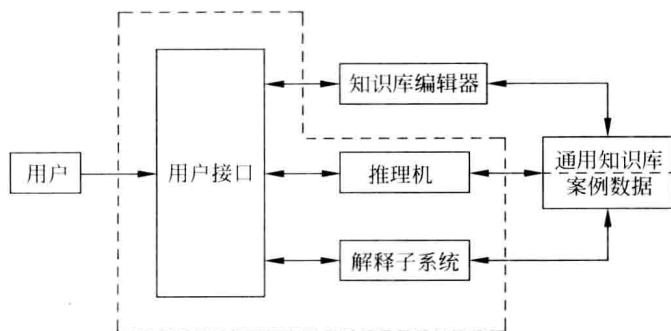 知识库编辑器
用户
用户接口
推理机
通用知识库
案例数据
解释子系统